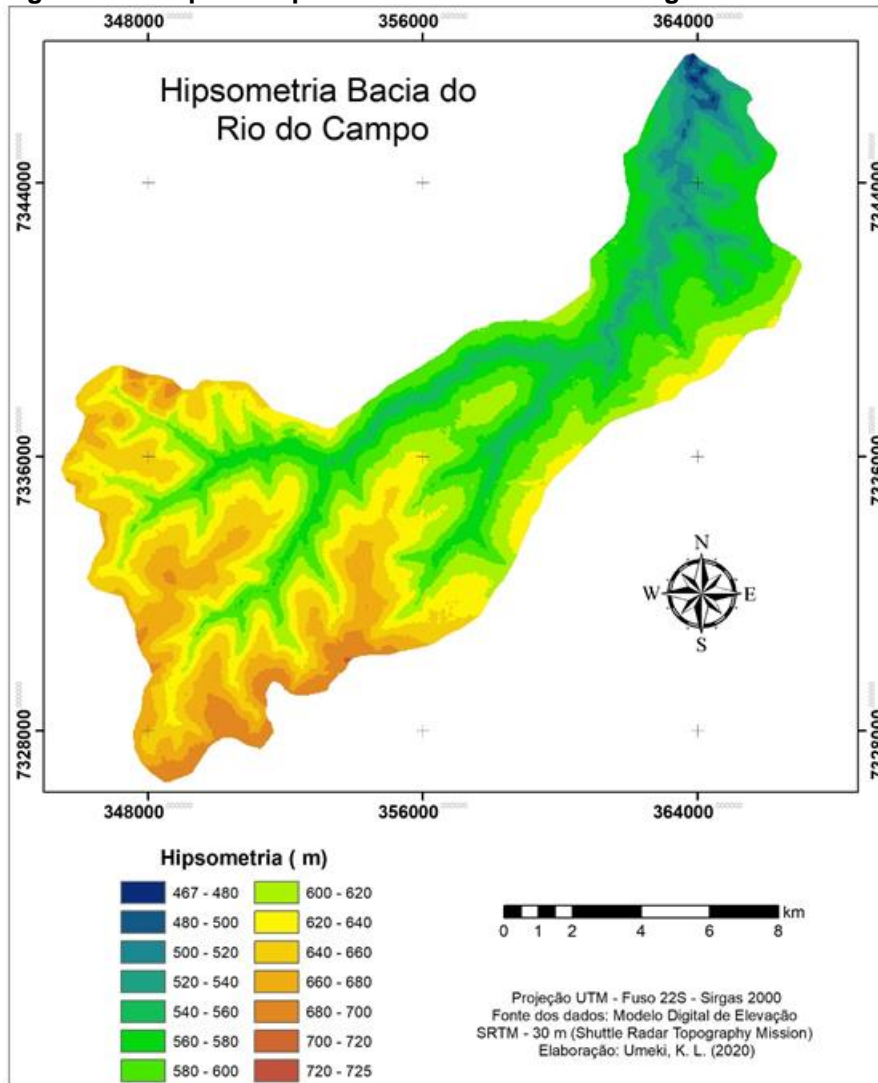 348000 356000 364000
Hipsometria Bacia do
Rio do Campo
7344000 7344000
7336000 7336000
N
W E
S
7328000 7328000
348000 356000 364000
Hipsometria ( m)
467 - 480 600 - 620
480 - 500 620 - 640
500 - 520 640 - 660
520 - 540 660 - 680
540 - 560 680 - 700
560 - 580 700 - 720
580 - 600 720 - 725
km
0 1 2 4 6 8
Projeção UTM - Fuso 22S - Sirgas 2000
Fonte dos dados: Modelo Digital de Elevação
SRTM - 30 m (Shuttle Radar Topography Mission)
Elaboração: Umeki, K. L. (2020)